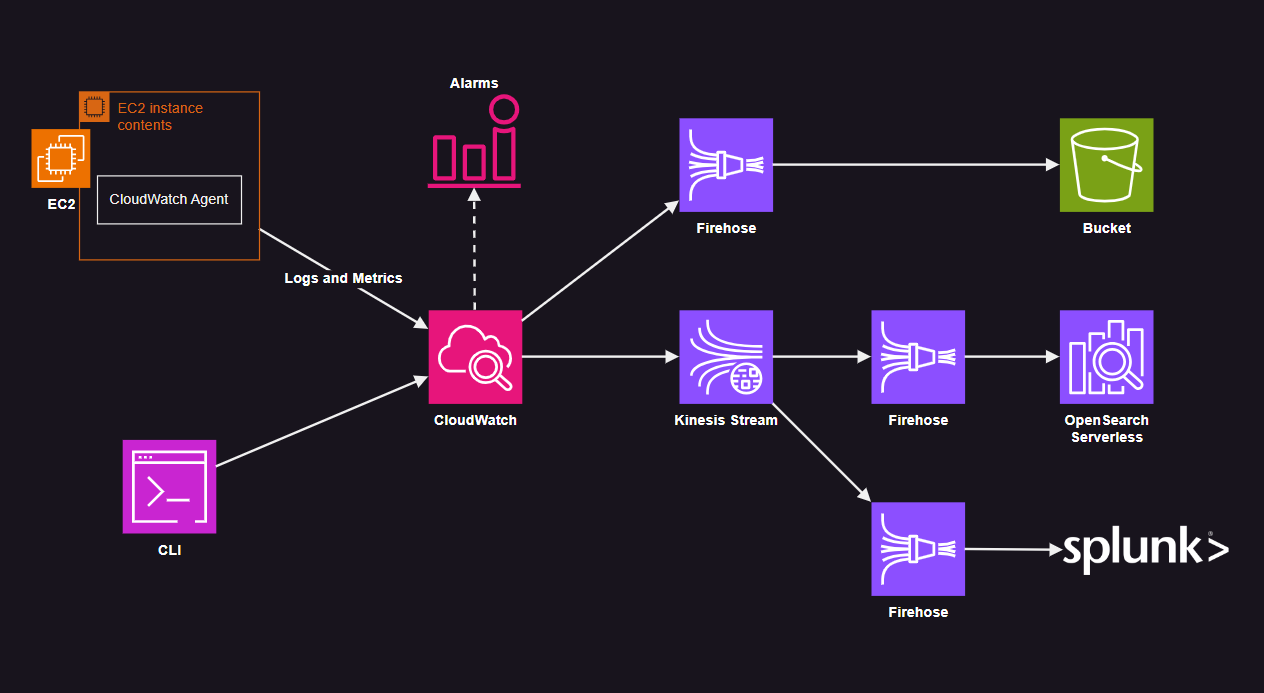 Alarms
EC2 instance
contents
EC2
CloudWatch Agent
Firehose
Bucket
Logs and Metrics
CloudWatch
Kinesis Stream
Firehose
OpenSearch
Serverless
CLI
splunk>
Firehose